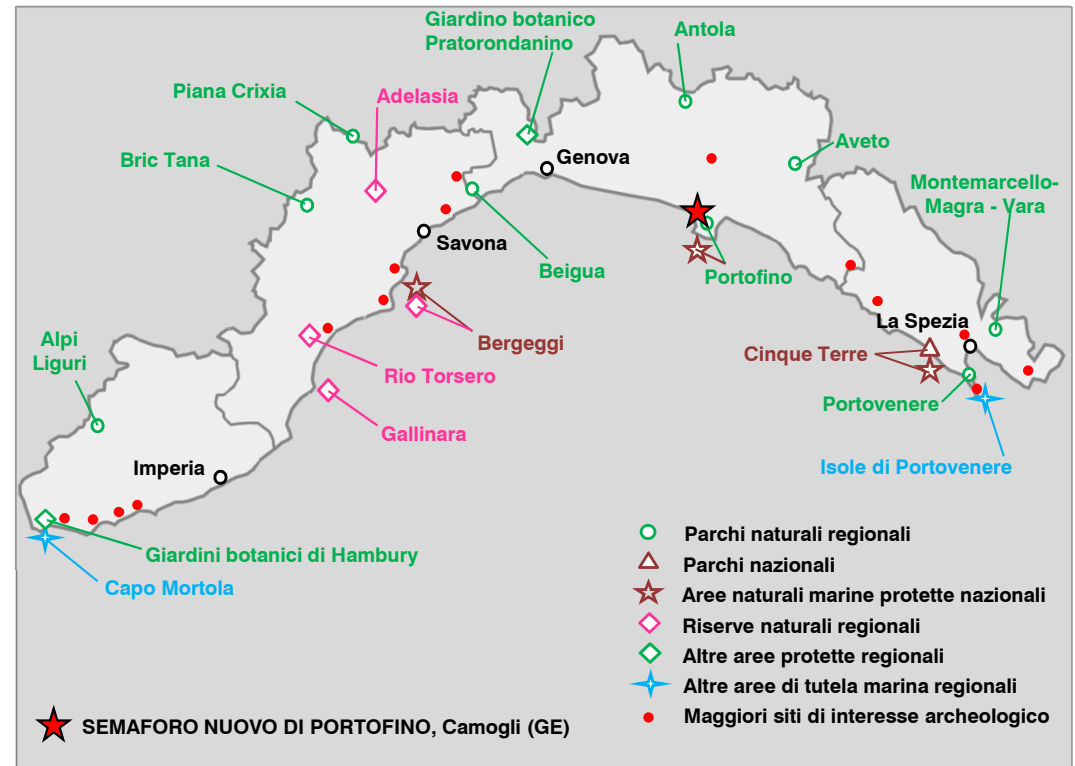 Giardino botanico
Pratorondanino
Antola
Piana Crixia
Adelasia
Bric Tana
Genova
Aveto
Montemarcello-
Magra - Vara
Savona
Beigua
Portofino
La Spezia
Alpi
Liguri
Bergeggi
Cinque Terre
Rio Torsero
Portovenere
Gallinara
Imperia
Isole di Portovenere
Giardini botanici di Hambury
Capo Mortola
Parchi naturali regionali
Parchi nazionali
Aree naturali marine protette nazionali
Riserve naturali regionali
Altre aree protette regionali
Altre aree di tutela marina regionali
Maggiori siti di interesse archeologico
SEMAFORO NUOVO DI PORTOFINO, Camogli (GE)